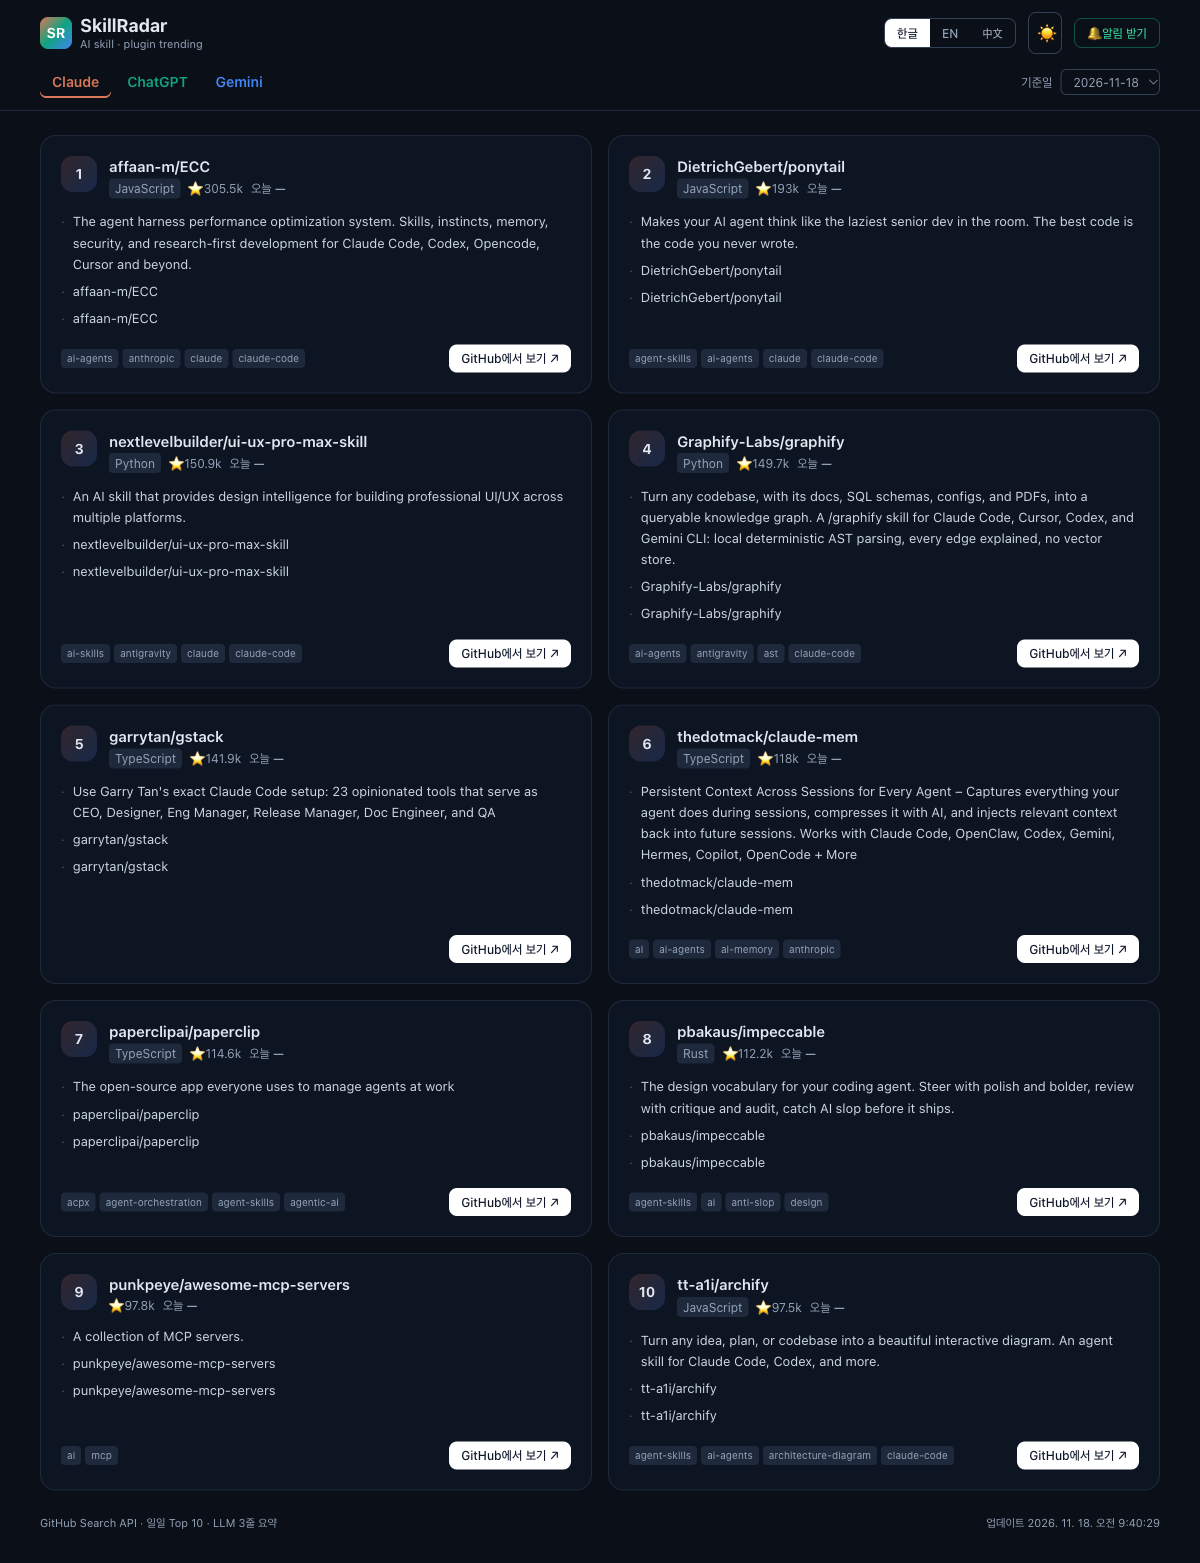 SR
SkillRadar
AI skill · plugin trending
한글
EN
中文
알림 받기
Claude
ChatGPT
Gemini
기준일
2026-11-18
1
affaan-m/ECC
JavaScript
305.5k 오늘 —
· The agent harness performance optimization system. Skills, instincts, memory,
security, and research-first development for Claude Code, Codex, Opencode,
Cursor and beyond.
· affaan-m/ECC
· affaan-m/ECC
ai-agents
anthropic
claude
claude-code
GitHub에서 보기 ↗
2
DietrichGebert/ponytail
JavaScript
193k 오늘 —
· Makes your AI agent think like the laziest senior dev in the room. The best code is
the code you never wrote.
· DietrichGebert/ponytail
· DietrichGebert/ponytail
agent-skills
ai-agents
claude
claude-code
GitHub에서 보기 ↗
3
nextlevelbuilder/ui-ux-pro-max-skill
Python
150.9k 오늘 —
· An AI skill that provides design intelligence for building professional UI/UX across
multiple platforms.
· nextlevelbuilder/ui-ux-pro-max-skill
· nextlevelbuilder/ui-ux-pro-max-skill
ai-skills
antigravity
claude
claude-code
GitHub에서 보기 ↗
4
Graphify-Labs/graphify
Python
149.7k 오늘 —
· Turn any codebase, with its docs, SQL schemas, configs, and PDFs, into a
queryable knowledge graph. A /graphify skill for Claude Code, Cursor, Codex, and
Gemini CLI: local deterministic AST parsing, every edge explained, no vector
store.
· Graphify-Labs/graphify
· Graphify-Labs/graphify
ai-agents
antigravity
ast
claude-code
GitHub에서 보기 ↗
5
garrytan/gstack
TypeScript
141.9k 오늘 —
· Use Garry Tan's exact Claude Code setup: 23 opinionated tools that serve as
CEO, Designer, Eng Manager, Release Manager, Doc Engineer, and QA
· garrytan/gstack
· garrytan/gstack
GitHub에서 보기 ↗
6
thedotmack/claude-mem
TypeScript
118k 오늘 —
· Persistent Context Across Sessions for Every Agent – Captures everything your
agent does during sessions, compresses it with AI, and injects relevant context
back into future sessions. Works with Claude Code, OpenClaw, Codex, Gemini,
Hermes, Copilot, OpenCode + More
· thedotmack/claude-mem
· thedotmack/claude-mem
ai
ai-agents
ai-memory
anthropic
GitHub에서 보기 ↗
7
paperclipai/paperclip
TypeScript
114.6k 오늘 —
· The open-source app everyone uses to manage agents at work
· paperclipai/paperclip
· paperclipai/paperclip
acpx
agent-orchestration
agent-skills
agentic-ai
GitHub에서 보기 ↗
8
pbakaus/impeccable
Rust
112.2k 오늘 —
· The design vocabulary for your coding agent. Steer with polish and bolder, review
with critique and audit, catch AI slop before it ships.
· pbakaus/impeccable
· pbakaus/impeccable
agent-skills
ai
anti-slop
design
GitHub에서 보기 ↗
9
punkpeye/awesome-mcp-servers
97.8k 오늘 —
· A collection of MCP servers.
· punkpeye/awesome-mcp-servers
· punkpeye/awesome-mcp-servers
ai
mcp
GitHub에서 보기 ↗
10
tt-a1i/archify
JavaScript
97.5k 오늘 —
· Turn any idea, plan, or codebase into a beautiful interactive diagram. An agent
skill for Claude Code, Codex, and more.
· tt-a1i/archify
· tt-a1i/archify
agent-skills
ai-agents
architecture-diagram
claude-code
GitHub에서 보기 ↗
GitHub Search API · 일일 Top 10 · LLM 3줄 요약
업데이트 2026. 11. 18. 오전 9:40:29